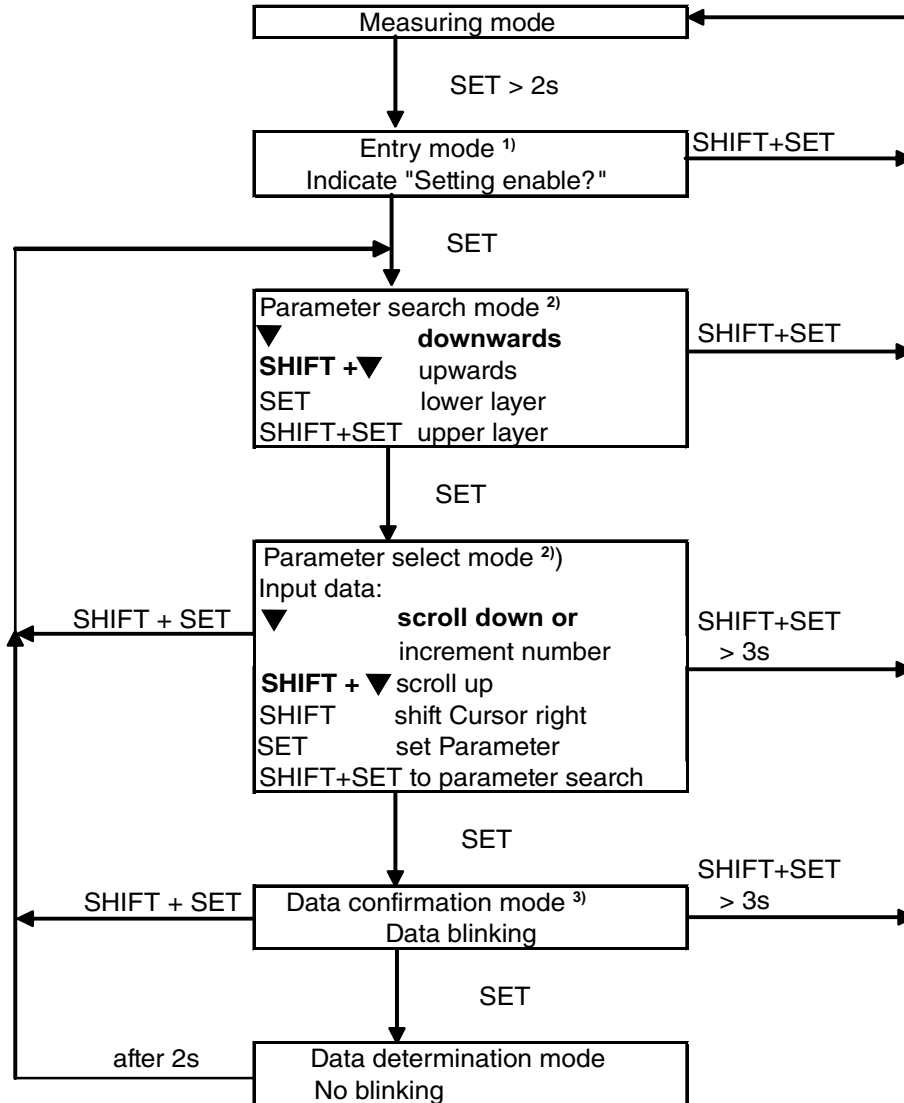 Measuring mode
SET > 2s
Entry mode 1)
Indicate "Setting enable?"
SHIFT+SET
SET
Parameter search mode 2)
▼ downwards
SHIFT +▼ upwards
SET lower layer
SHIFT+SET upper layer
SHIFT+SET
SET
Parameter select mode 2))
Input data:
▼ scroll down or
increment number
SHIFT + ▼ scroll up
SHIFT shift Cursor right
SET set Parameter
SHIFT+SET to parameter search
SHIFT + SET
SHIFT+SET
> 3s
SET
Data confirmation mode 3)
Data blinking
SHIFT + SET
SHIFT+SET
> 3s
SET
after 2s
Data determination mode
No blinking